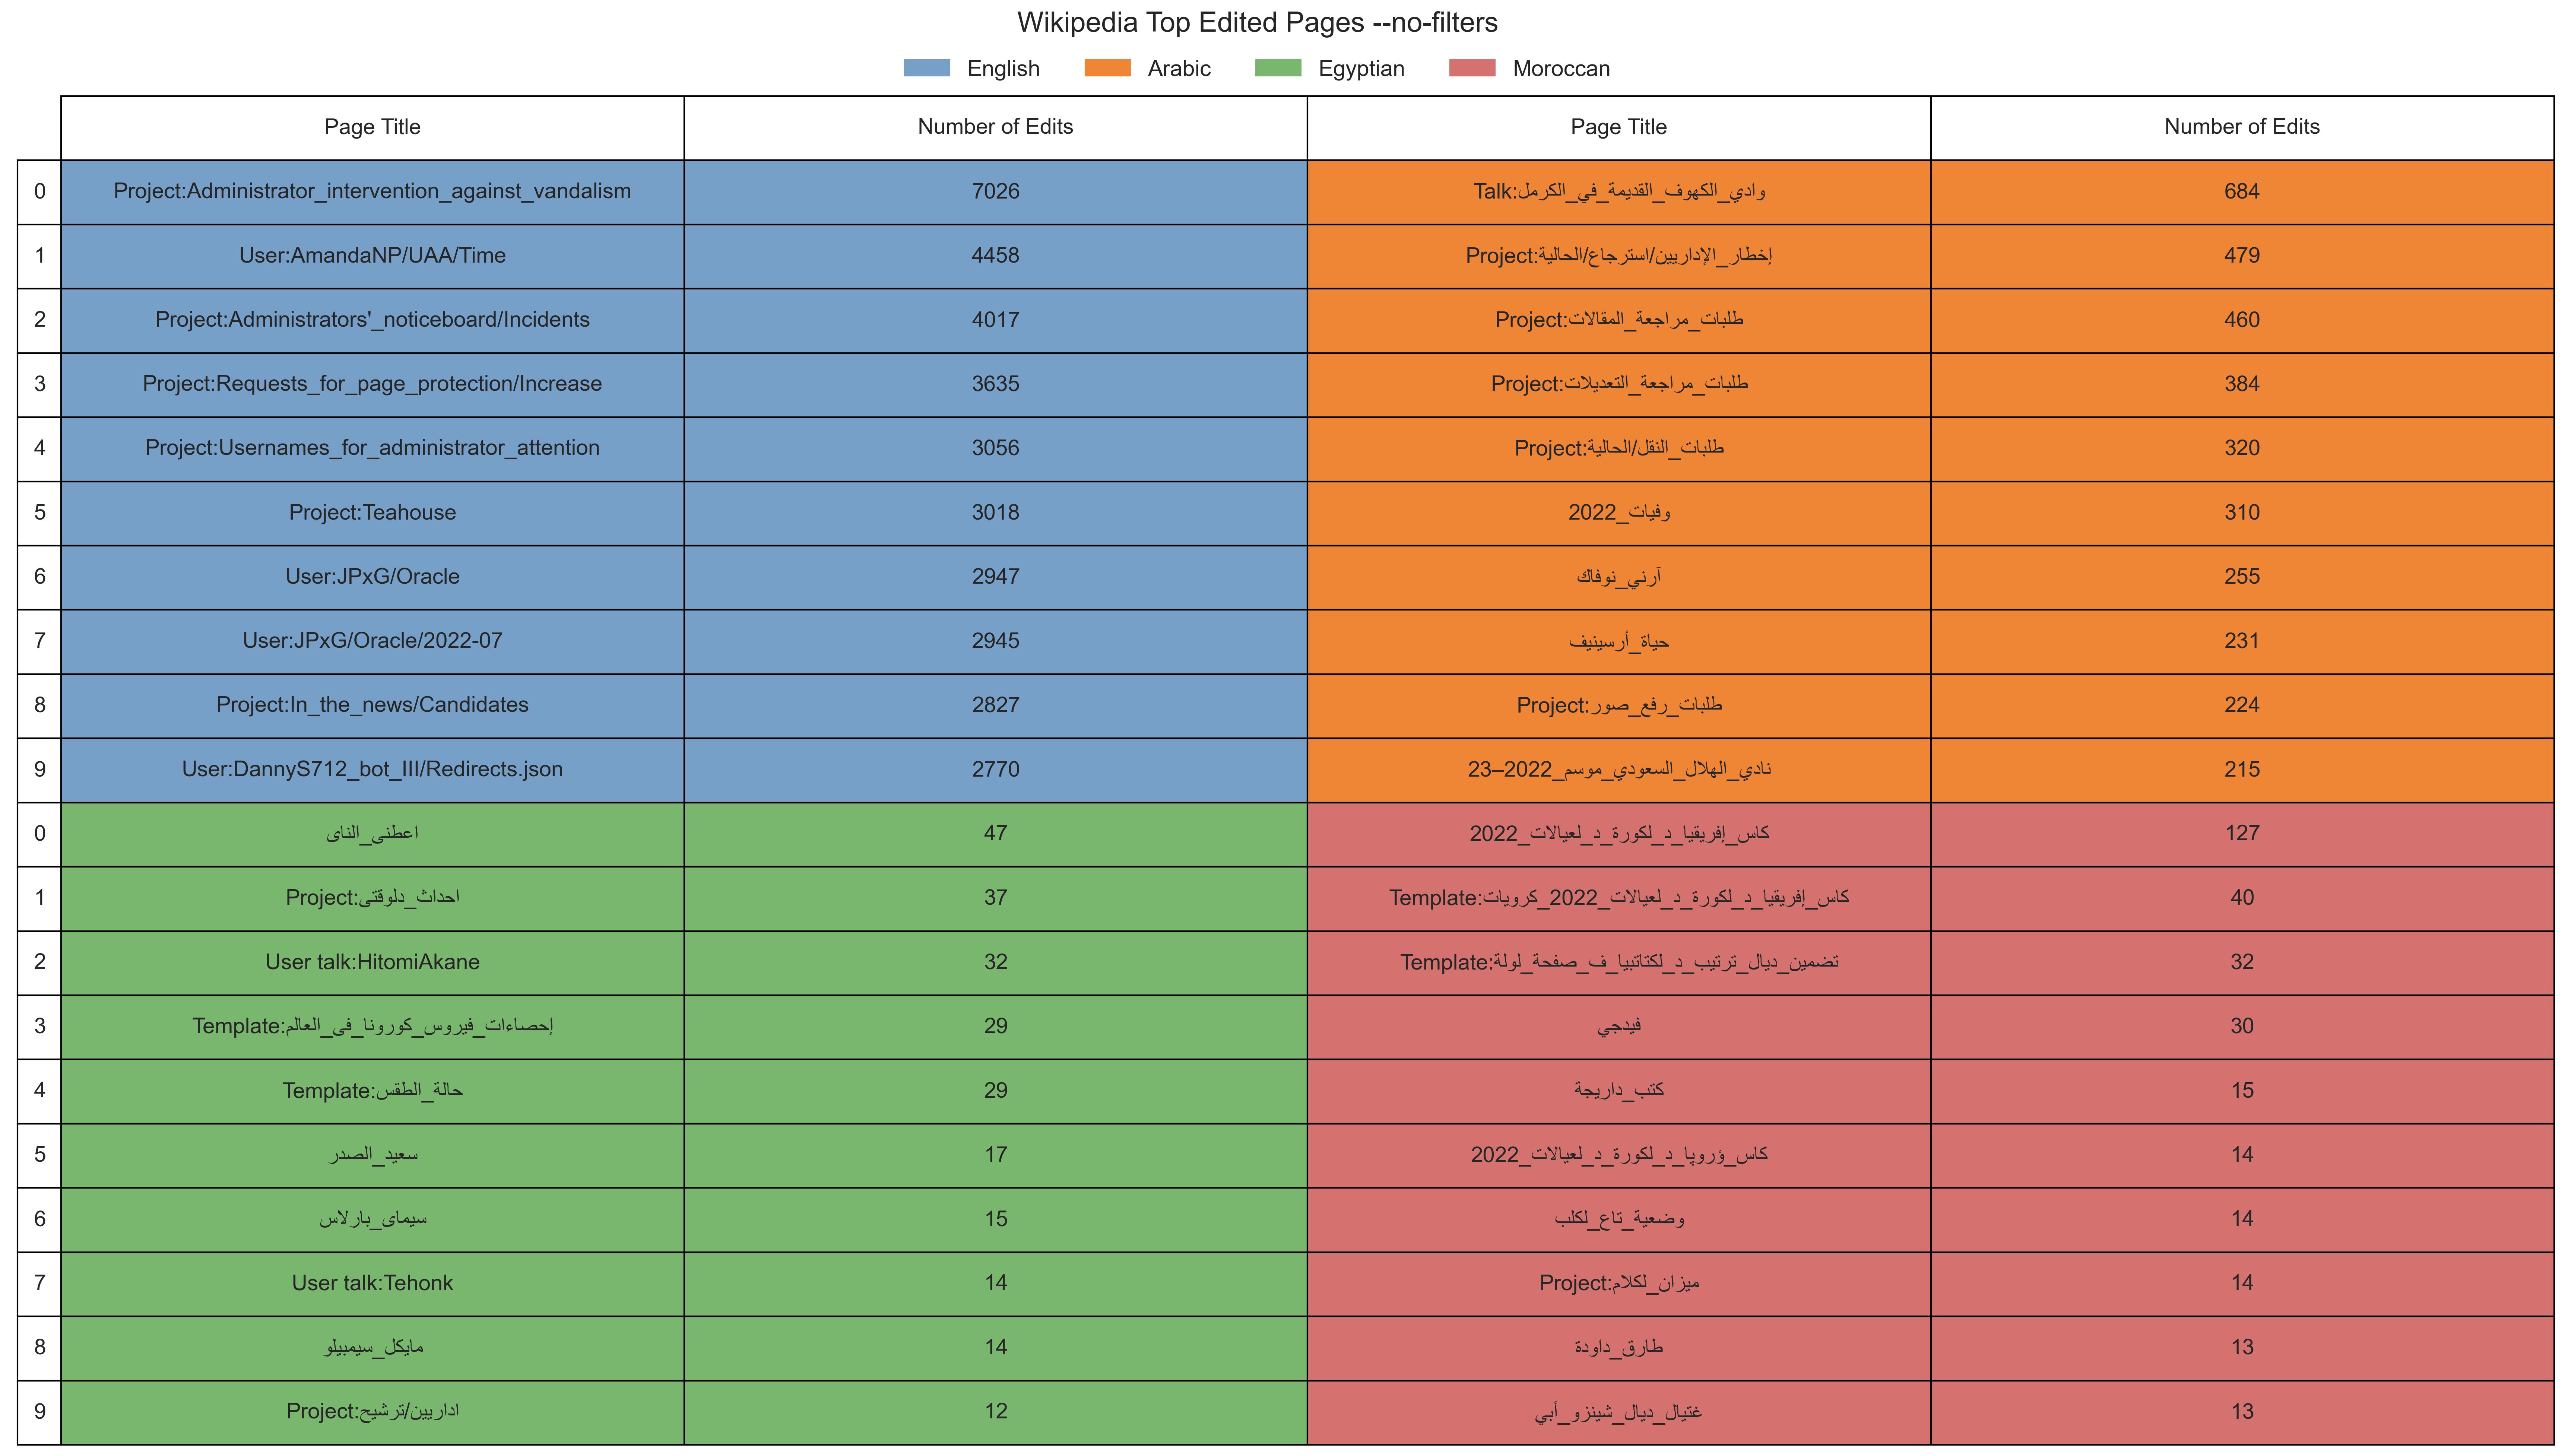 Wikipedia Top Edited Pages --no-filters
English Arabic Egyptian Moroccan
Page Title Number of Edits Page Title Number of Edits
0 Project:Administrator_intervention_against_vandalism 7026 Talk:وادي_الكهوف_القديمة_في_الكرمل 684
1 User:AmandaNP/UAA/Time 4458 Project:إخطار_الإداريين/استرجاع/الحالية 479
2 Project:Administrators'_noticeboard/Incidents 4017 Project:طلبات_مراجعة_المقالات 460
3 Project:Requests_for_page_protection/Increase 3635 Project:طلبات_مراجعة_التعديلات 384
4 Project:Usernames_for_administrator_attention 3056 Project:طلبات_النقل/الحالية 320
5 Project:Teahouse 3018 وفيات_2022 310
6 User:JPxG/Oracle 2947 آرني_نوفاك 255
7 User:JPxG/Oracle/2022-07 2945 حياة_أرسينيف 231
8 Project:In_the_news/Candidates 2827 Project:طلبات_رفع_صور 224
9 User:DannyS712_bot_III/Redirects.json 2770 نادي_الهلال_السعودي_موسم_2022–23 215
0 اعطنى_الناى 47 كاس_إفريقيا_د_لكورة_د_لعيالات_2022 127
1 Project:احداث_دلوقتى 37 Template:كاس_إفريقيا_د_لكورة_د_لعيالات_2022_كرويات 40
2 User talk:HitomiAkane 32 Template:تضمين_ديال_ترتيب_د_لكتاتبيا_ف_صفحة_لولة 32
3 Template:إحصاءات_فيروس_كورونا_فى_العالم 29 فيدجي 30
4 Template:حالة_الطقس 29 كتب_داريجة 15
5 سعيد_الصدر 17 كاس_ؤروپا_د_لكورة_د_لعيالات_2022 14
6 سيماى_بارلاس 15 وضعية_تاع_لكلب 14
7 User talk:Tehonk 14 Project:ميزان_لكلام 14
8 مايكل_سيمبيلو 14 طارق_داودة 13
9 Project:اداريين/ترشيح 12 غتيال_ديال_شينزو_أبي 13